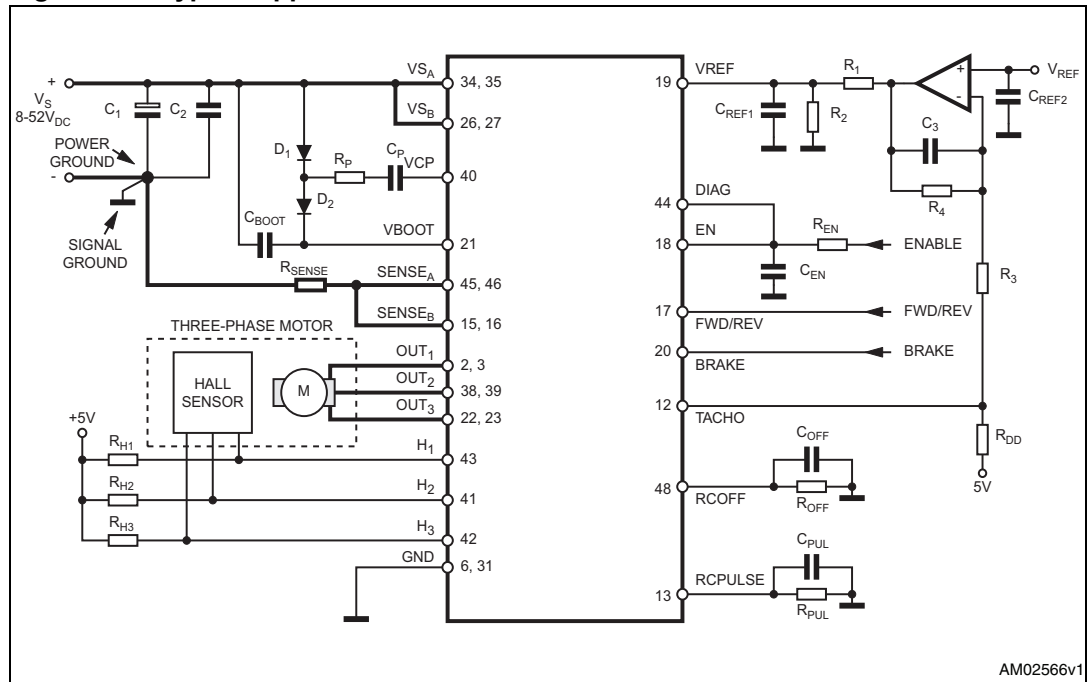 +
VS
8-52VDC
C1
C2
POWER
GROUND
-
SIGNAL
GROUND
D1
RP
CP
VCP
D2
CBOOT
VBOOT
RSENSE
SENSEA
SENSEB
VSA
VSB
34, 35
26, 27
40
21
45, 46
15, 16
THREE-PHASE MOTOR
HALL
SENSOR
M
OUT1
OUT2
OUT3
2, 3
38, 39
22, 23
+5V
RH1
RH2
RH3
H1
H2
H3
GND
43
41
42
6, 31
19
VREF
R1
+
-
VREF
CREF1
R2
CREF2
C3
R4
44
DIAG
18
EN
REN
ENABLE
CEN
R3
17
FWD/REV
FWD/REV
20
BRAKE
BRAKE
12
TACHO
RDD
5V
COFF
48
RCOFF
ROFF
CPUL
13
RCPULSE
RPUL
AM02566v1